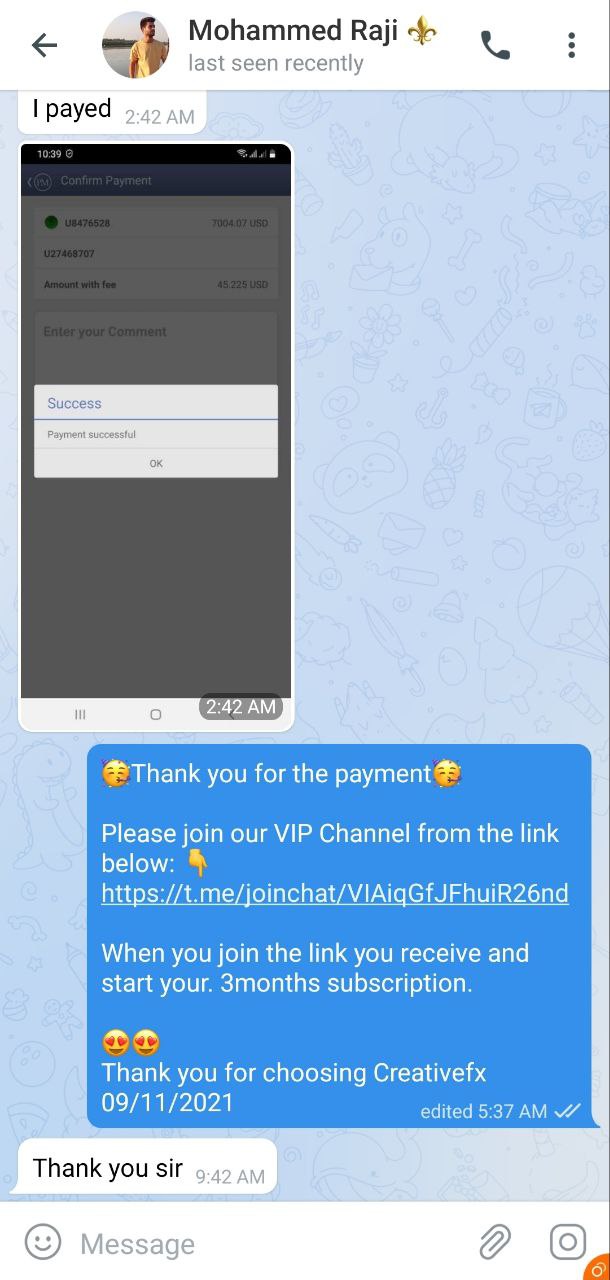 Mohammed Raji ⚜️
last seen recently
I payed 2:42 AM
10:39
PM Confirm Payment
U8476528 7004.07 USD
U27468707
Amount with fee 45.225 USD
Enter your Comment
Success
Payment successful
OK
2:42 AM
🥳Thank you for the payment🥳
Please join our VIP Channel from the link
below: 👇
https://t.me/joinchat/VIAiqGfJFhuiR26nd
When you join the link you receive and
start your. 3months subscription.
😍😍
Thank you for choosing Creativefx
09/11/2021 edited 5:37 AM
Thank you sir 9:42 AM
Message